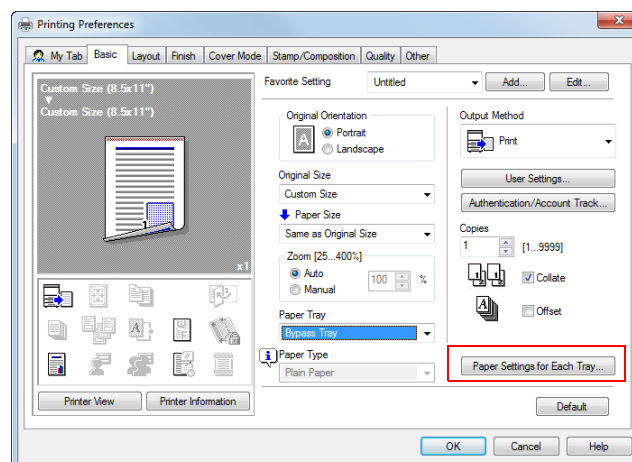 Printing Preferences
My Tab Basic Layout Finish Cover Mode Stamp/Composition Quality Other
Custom Size (8.5x11")
Custom Size (8.5x11")
1
x1
Printer View Printer Information
Favorite Setting Untitled Add... Edit...
Original Orientation
A Portrait
Landscape
Original Size
Custom Size
Paper Size
Same as Original Size
Zoom [25...400%]
Auto
Manual
100 %
Paper Tray
Bypass Tray
Paper Type
Plain Paper
Output Method
Print
User Settings...
Authentication/Account Track...
Copies
1 [1...9999]
Collate
Offset
Paper Settings for Each Tray...
Default
OK Cancel Help